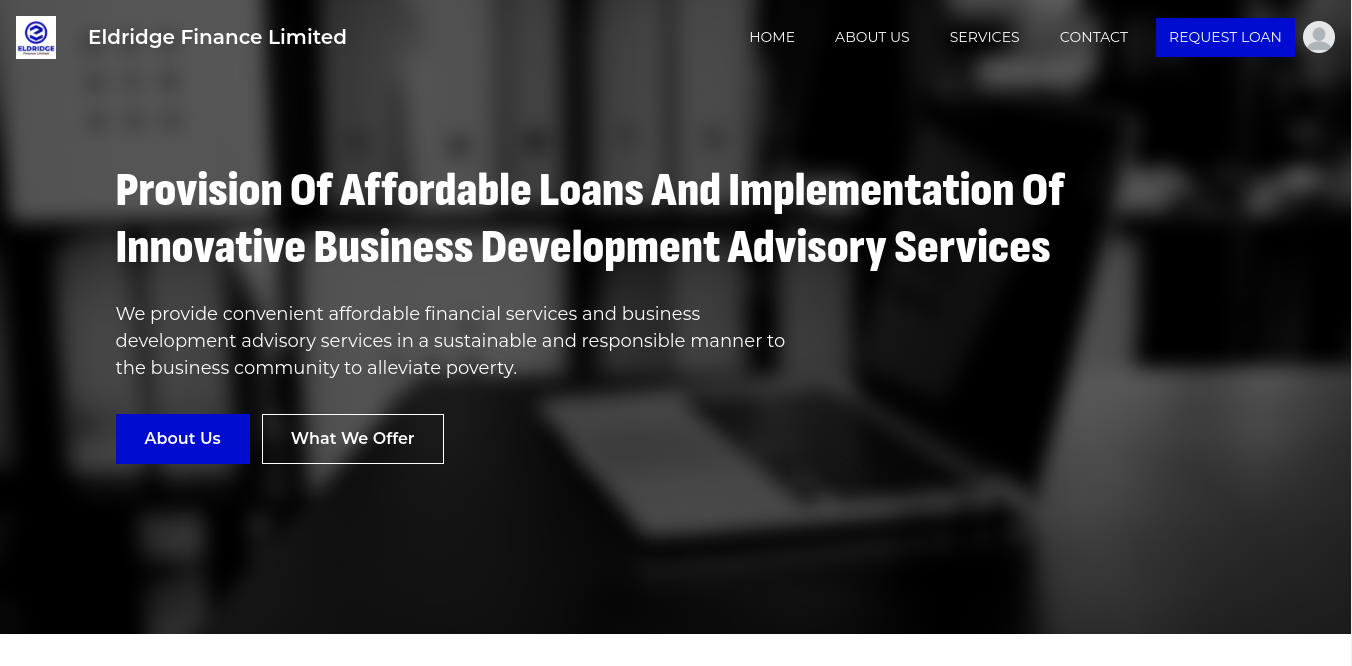 ELDRIDGE
Finance Limited
Eldridge Finance Limited
HOME
ABOUT US
SERVICES
CONTACT
REQUEST LOAN
Provision Of Affordable Loans And Implementation Of
Innovative Business Development Advisory Services
We provide convenient affordable financial services and business
development advisory services in a sustainable and responsible manner to
the business community to alleviate poverty.
About Us
What We Offer